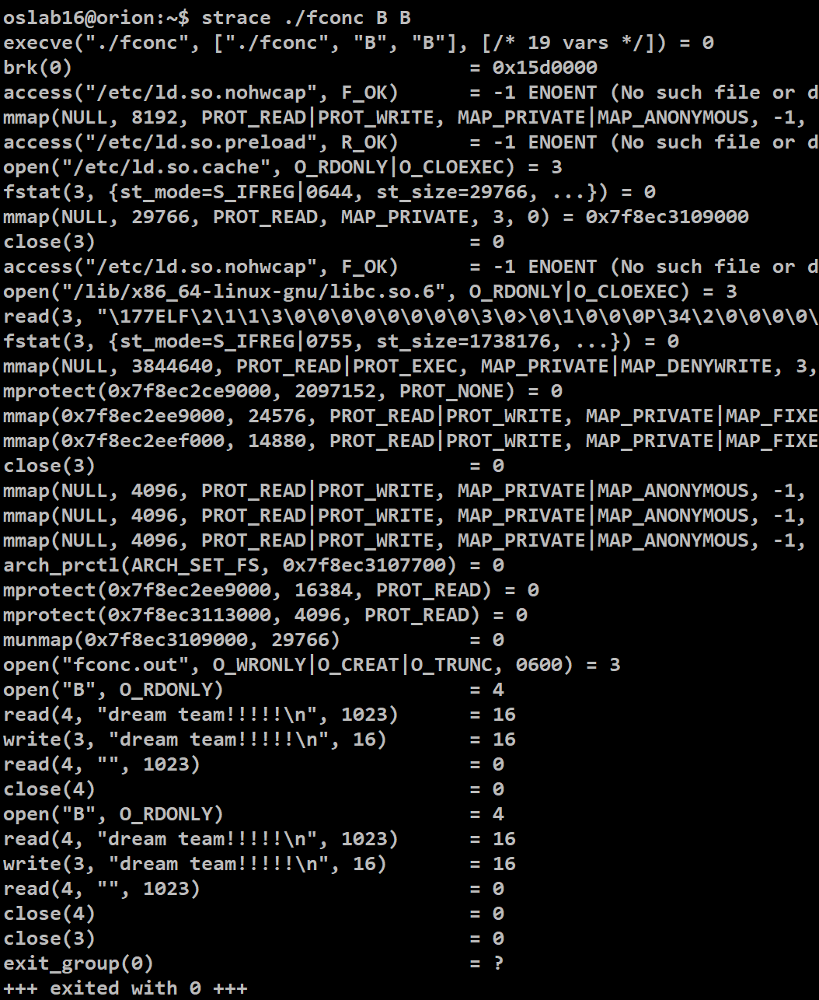 oslab16@orion:~$ strace ./fconc B B
execve("./fconc", ["./fconc", "B", "B"], [/* 19 vars */]) = 0
brk(0)                                  = 0x15d0000
access("/etc/ld.so.nohwcap", F_OK)      = -1 ENOENT (No such file or d
mmap(NULL, 8192, PROT_READ|PROT_WRITE, MAP_PRIVATE|MAP_ANONYMOUS, -1,
access("/etc/ld.so.preload", R_OK)      = -1 ENOENT (No such file or d
open("/etc/ld.so.cache", O_RDONLY|O_CLOEXEC) = 3
fstat(3, {st_mode=S_IFREG|0644, st_size=29766, ...}) = 0
mmap(NULL, 29766, PROT_READ, MAP_PRIVATE, 3, 0) = 0x7f8ec3109000
close(3)                                = 0
access("/etc/ld.so.nohwcap", F_OK)      = -1 ENOENT (No such file or d
open("/lib/x86_64-linux-gnu/libc.so.6", O_RDONLY|O_CLOEXEC) = 3
read(3, "\177ELF\2\1\1\3\0\0\0\0\0\0\0\0\3\0>\0\1\0\0\0P\34\2\0\0\0\0\
fstat(3, {st_mode=S_IFREG|0755, st_size=1738176, ...}) = 0
mmap(NULL, 3844640, PROT_READ|PROT_EXEC, MAP_PRIVATE|MAP_DENYWRITE, 3,
mprotect(0x7f8ec2ce9000, 2097152, PROT_NONE) = 0
mmap(0x7f8ec2ee9000, 24576, PROT_READ|PROT_WRITE, MAP_PRIVATE|MAP_FIXE
mmap(0x7f8ec2eef000, 14880, PROT_READ|PROT_WRITE, MAP_PRIVATE|MAP_FIXE
close(3)                                = 0
mmap(NULL, 4096, PROT_READ|PROT_WRITE, MAP_PRIVATE|MAP_ANONYMOUS, -1,
mmap(NULL, 4096, PROT_READ|PROT_WRITE, MAP_PRIVATE|MAP_ANONYMOUS, -1,
mmap(NULL, 4096, PROT_READ|PROT_WRITE, MAP_PRIVATE|MAP_ANONYMOUS, -1,
arch_prctl(ARCH_SET_FS, 0x7f8ec3107700) = 0
mprotect(0x7f8ec2ee9000, 16384, PROT_READ) = 0
mprotect(0x7f8ec3113000, 4096, PROT_READ) = 0
munmap(0x7f8ec3109000, 29766)           = 0
open("fconc.out", O_WRONLY|O_CREAT|O_TRUNC, 0600) = 3
open("B", O_RDONLY)                     = 4
read(4, "dream team!!!!!\n", 1023)      = 16
write(3, "dream team!!!!!\n", 16)       = 16
read(4, "", 1023)                       = 0
close(4)                                = 0
open("B", O_RDONLY)                     = 4
read(4, "dream team!!!!!\n", 1023)      = 16
write(3, "dream team!!!!!\n", 16)       = 16
read(4, "", 1023)                       = 0
close(4)                                = 0
close(3)                                = 0
exit_group(0)                           = ?
+++ exited with 0 +++